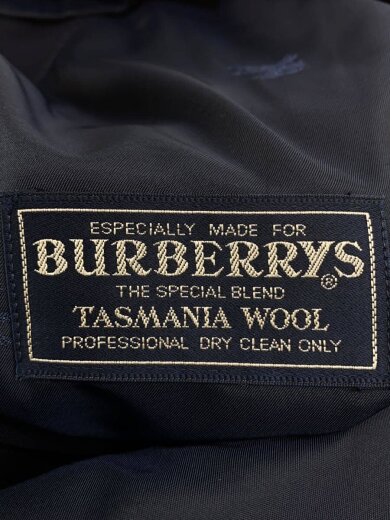 ESPECIALLY MADE FOR
BURBERRYS®
THE SPECIAL BLEND
TASMANIA WOOL
PROFESSIONAL DRY CLEAN ONLY